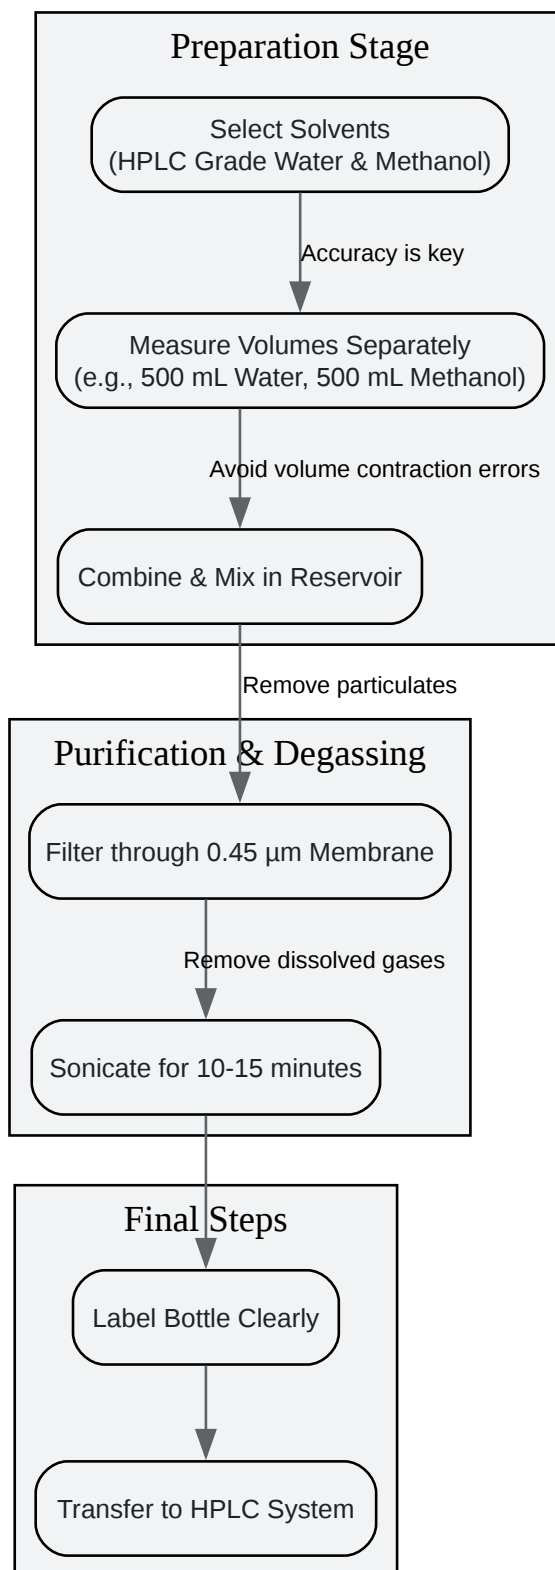 Preparation Stage
Select Solvents
(HPLC Grade Water & Methanol)
Accuracy is key
Measure Volumes Separately
(e.g., 500 mL Water, 500 mL Methanol)
Avoid volume contraction errors
Combine & Mix in Reservoir
Remove particulates
Purification & Degassing
Filter through 0.45 µm Membrane
Remove dissolved gases
Sonicate for 10-15 minutes
Final Steps
Label Bottle Clearly
Transfer to HPLC System